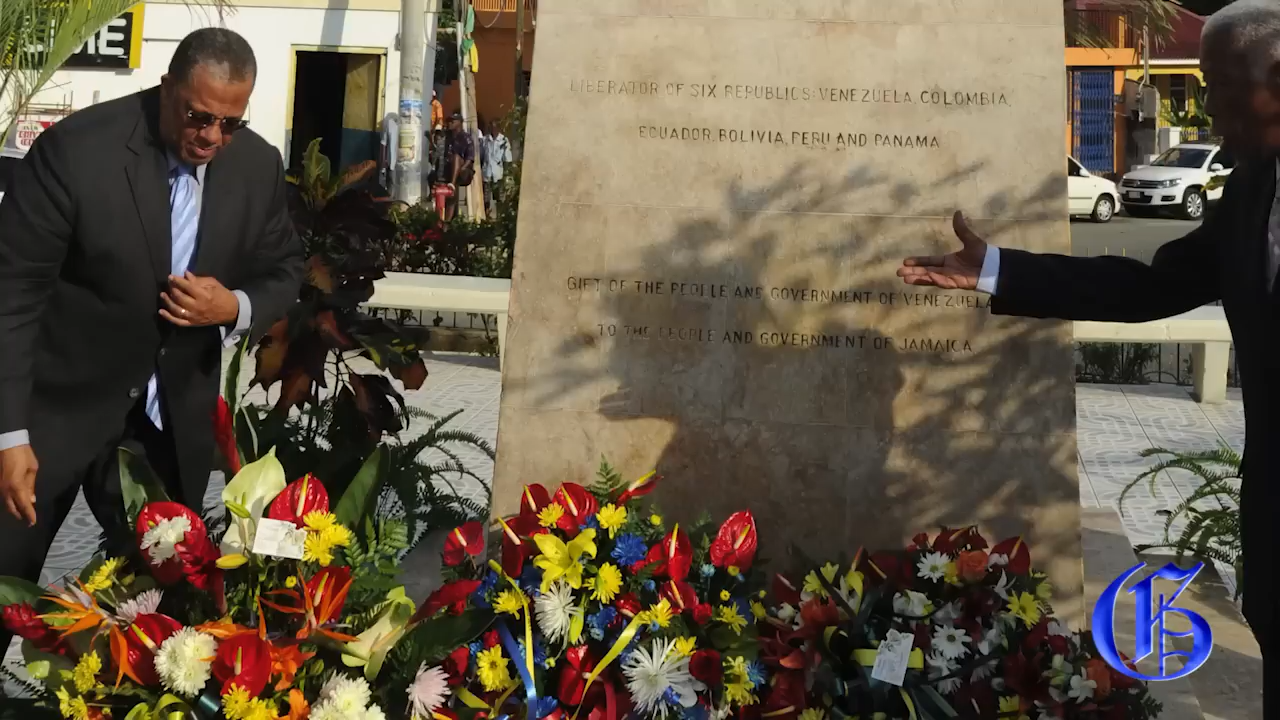 LIBERATOR OF SIX REPUBLICS: VENEZUELA, COLOMBIA,
ECUADOR, BOLIVIA, PERU AND PANAMA
GIFT OF THE PEOPLE AND GOVERNMENT OF VENEZUELA
TO THE PEOPLE AND GOVERNMENT OF JAMAICA
G